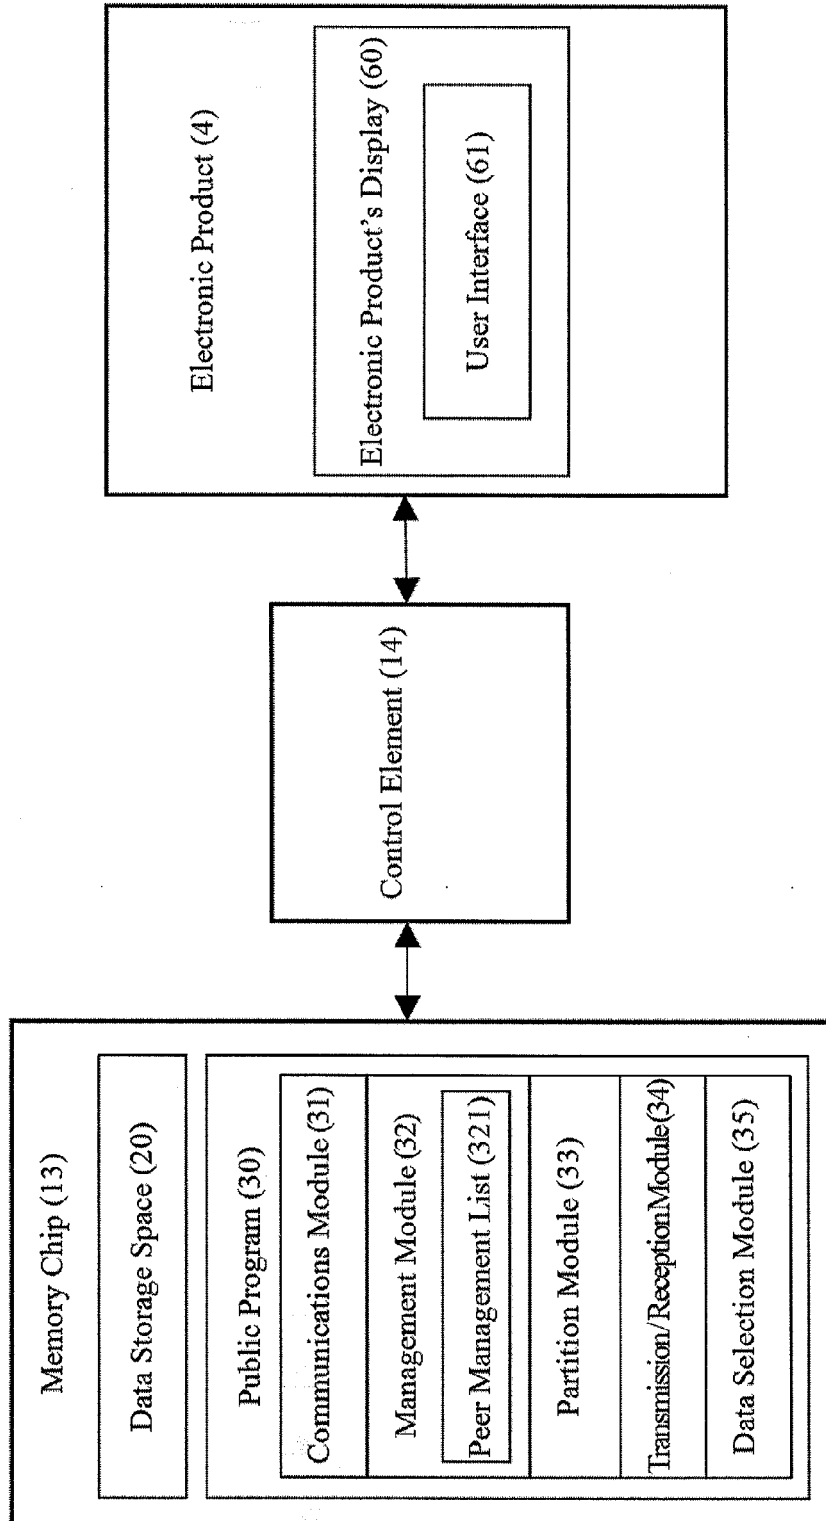 Memory Chip (13)
Data Storage Space (20)
Public Program (30)
Communications Module (31)
Management Module (32)
Peer Management List (321)
Partition Module (33)
Transmission/Reception Module (34)
Data Selection Module (35)
Control Element (14)
Electronic Product (4)
Electronic Product's Display (60)
User Interface (61)